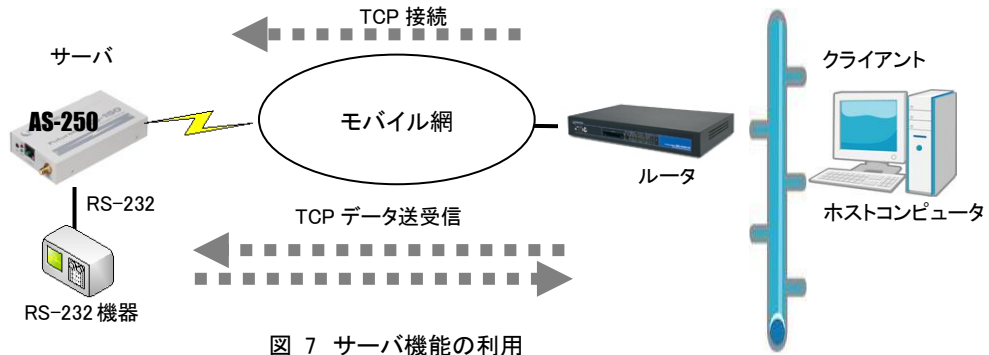 TCP 接続
サーバ
クライアント
AS-250
モバイル網
ルータ
RS-232
ホストコンピュータ
TCP データ送受信
RS-232 機器
図 7 サーバ機能の利用